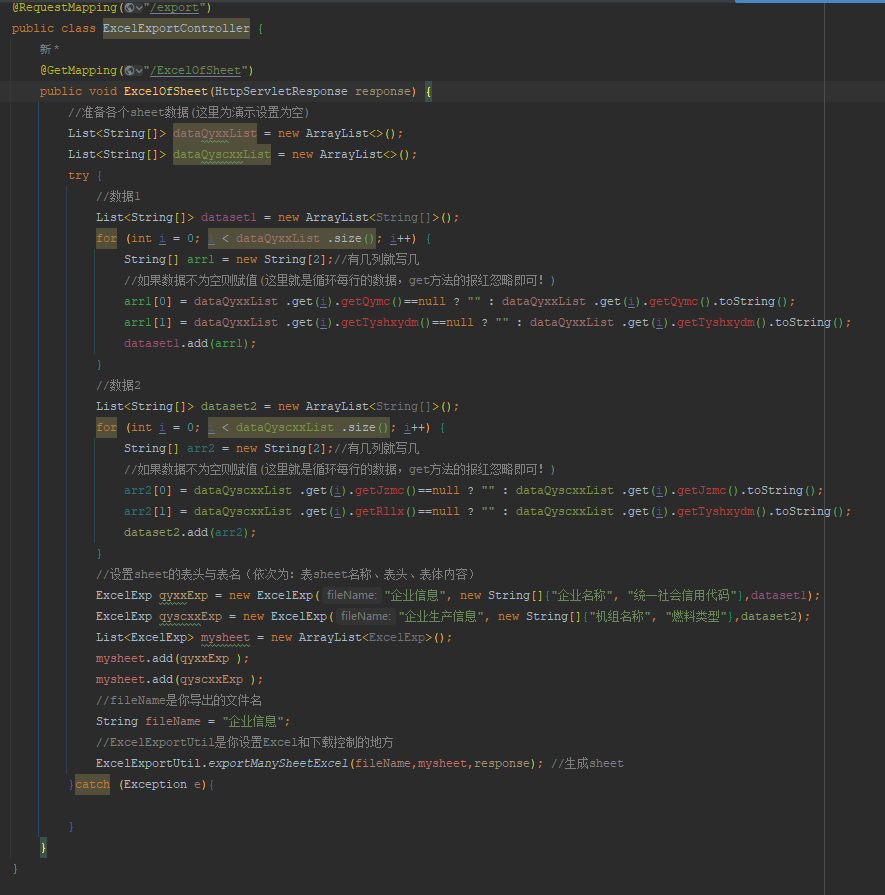 @RequestMapping("/export")
public class ExcelExportController {
新 *
@GetMapping("/ExcelOfSheet")
public void ExcelOfSheet(HttpServletResponse response) {
//准备各个sheet数据(这里为演示设置为空)
List<String[]> dataQyxxList = new ArrayList<>();
List<String[]> dataQyscxxList = new ArrayList<>();
try {
//数据1
List<String[]> dataset1 = new ArrayList<String[]>();
for (int i = 0; i < dataQyxxList .size(); i++) {
String[] arr1 = new String[2];//有几列就写几
//如果数据不为空则赋值(这里就是循环每行的数据，get方法的报红忽略即可！)
arr1[0] = dataQyxxList .get(i).getQymc()==null ? "" : dataQyxxList .get(i).getQymc().toString();
arr1[1] = dataQyxxList .get(i).getTyshxydm()==null ? "" : dataQyxxList .get(i).getTyshxydm().toString();
dataset1.add(arr1);
}
//数据2
List<String[]> dataset2 = new ArrayList<String[]>();
for (int i = 0; i < dataQyscxxList .size(); i++) {
String[] arr2 = new String[2];//有几列就写几
//如果数据不为空则赋值(这里就是循环每行的数据，get方法的报红忽略即可！)
arr2[0] = dataQyscxxList .get(i).getJzmc()==null ? "" : dataQyscxxList .get(i).getJzmc().toString();
arr2[1] = dataQyscxxList .get(i).getRllx()==null ? "" : dataQyscxxList .get(i).getTyshxydm().toString();
dataset2.add(arr2);
}
//设置sheet的表头与表名（依次为：表sheet名称、表头、表体内容）
ExcelExp qyxxExp = new ExcelExp( fileName: "企业信息", new String[]{"企业名称", "统一社会信用代码"},dataset1);
ExcelExp qyscxxExp = new ExcelExp( fileName: "企业生产信息", new String[]{"机组名称", "燃料类型"},dataset2);
List<ExcelExp> mysheet = new ArrayList<ExcelExp>();
mysheet.add(qyxxExp );
mysheet.add(qyscxxExp );
//fileName是你导出的文件名
String fileName = "企业信息";
//ExcelExportUtil是你设置Excel和下载控制的地方
ExcelExportUtil.exportManySheetExcel(fileName,mysheet,response); //生成sheet
}catch (Exception e){
}
}
}